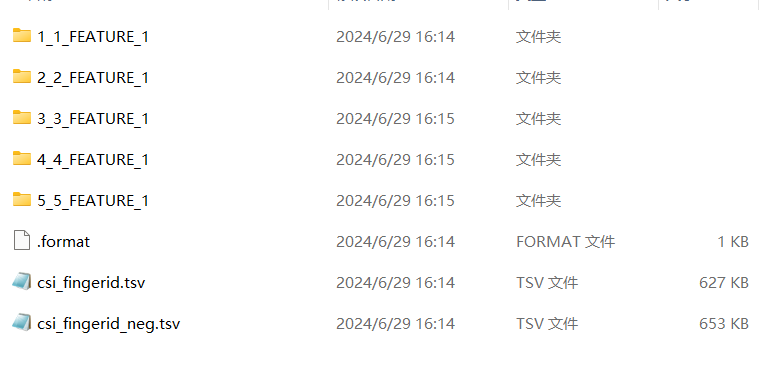 1_1_FEATURE_1 2024/6/29 16:14 文件夹
2_2_FEATURE_1 2024/6/29 16:14 文件夹
3_3_FEATURE_1 2024/6/29 16:15 文件夹
4_4_FEATURE_1 2024/6/29 16:15 文件夹
5_5_FEATURE_1 2024/6/29 16:15 文件夹
.format 2024/6/29 16:14 FORMAT 文件 1 KB
csi_fingerid.tsv 2024/6/29 16:14 TSV 文件 627 KB
csi_fingerid_neg.tsv 2024/6/29 16:14 TSV 文件 653 KB